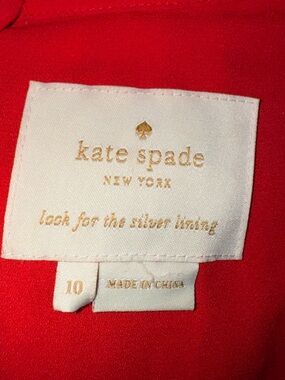 kate spade
NEW YORK
look for the silver lining
10
MADE IN CHINA